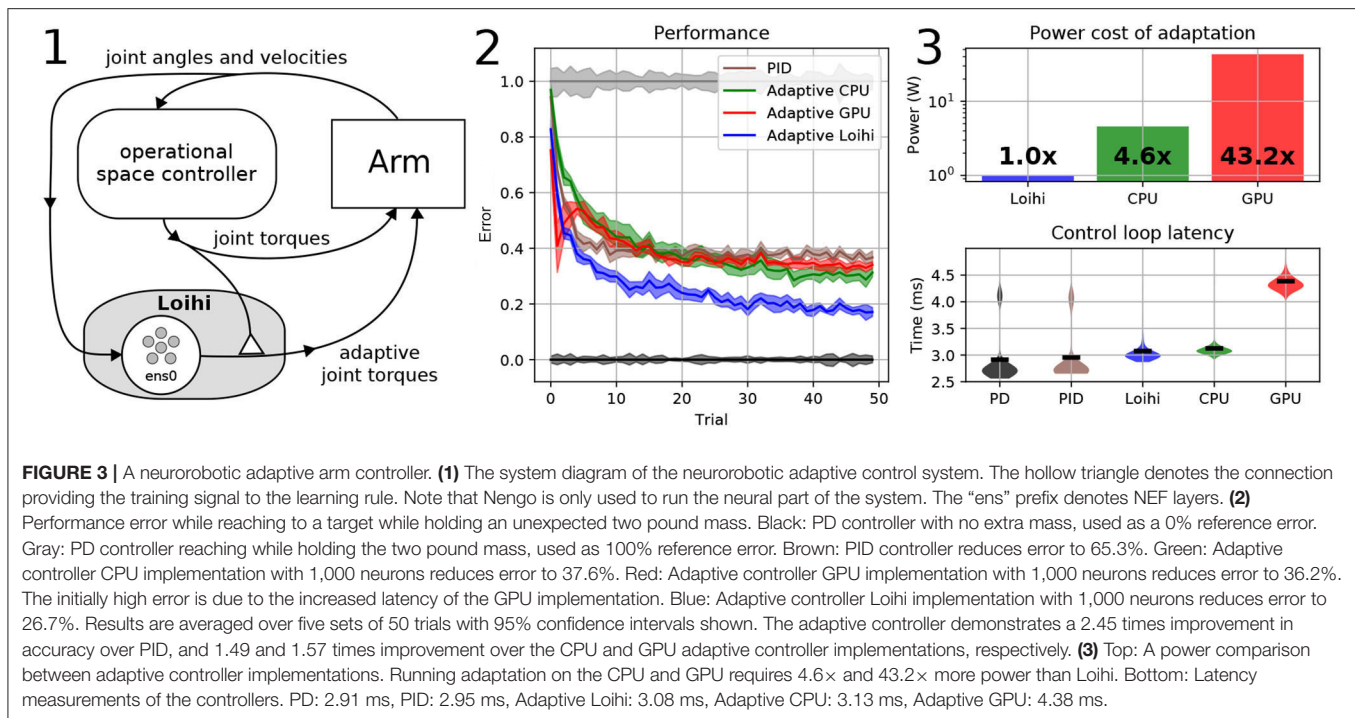 1
joint angles and velocities
operational
space controller
Arm
joint torques
Loihi
ens0
adaptive
joint torques
2
Performance
PID
Adaptive CPU
Adaptive GPU
Adaptive Loihi
Error
1.0
0.8
0.6
0.4
0.2
0.0
0
10
20
30
40
50
Trial
3
Power cost of adaptation
Power (W)
10¹
10⁰
1.0x
4.6x
43.2x
Loihi
CPU
GPU
Control loop latency
Time (ms)
4.5
4.0
3.5
3.0
2.5
PD
PID
Loihi
CPU
GPU
FIGURE 3 | A neurorobotic adaptive arm controller. (1) The system diagram of the neurorobotic adaptive control system. The hollow triangle denotes the connection
providing the training signal to the learning rule. Note that Nengo is only used to run the neural part of the system. The “ens” prefix denotes NEF layers. (2)
Performance error while reaching to a target while holding an unexpected two pound mass. Black: PD controller with no extra mass, used as a 0% reference error.
Gray: PD controller reaching while holding the two pound mass, used as 100% reference error. Brown: PID controller reduces error to 65.3%. Green: Adaptive
controller CPU implementation with 1,000 neurons reduces error to 37.6%. Red: Adaptive controller GPU implementation with 1,000 neurons reduces error to 36.2%.
The initially high error is due to the increased latency of the GPU implementation. Blue: Adaptive controller Loihi implementation with 1,000 neurons reduces error to
26.7%. Results are averaged over five sets of 50 trials with 95% confidence intervals shown. The adaptive controller demonstrates a 2.45 times improvement in
accuracy over PID, and 1.49 and 1.57 times improvement over the CPU and GPU adaptive controller implementations, respectively. (3) Top: A power comparison
between adaptive controller implementations. Running adaptation on the CPU and GPU requires 4.6× and 43.2× more power than Loihi. Bottom: Latency
measurements of the controllers. PD: 2.91 ms, PID: 2.95 ms, Adaptive Loihi: 3.08 ms, Adaptive CPU: 3.13 ms, Adaptive GPU: 4.38 ms.